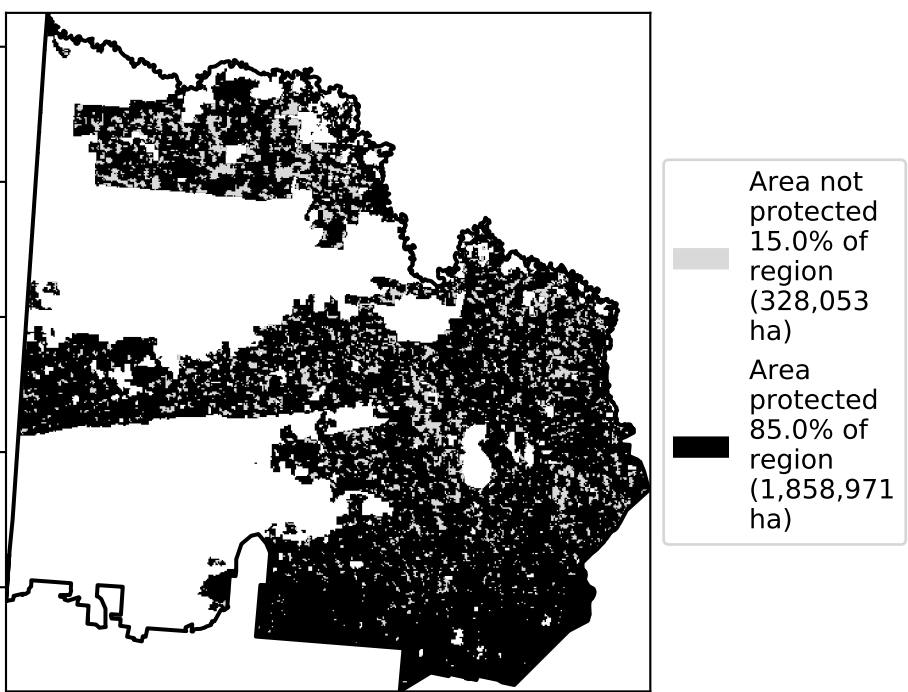 Area not
protected
15.0% of
region
(328,053
ha)
Area
protected
85.0% of
region
(1,858,971
ha)